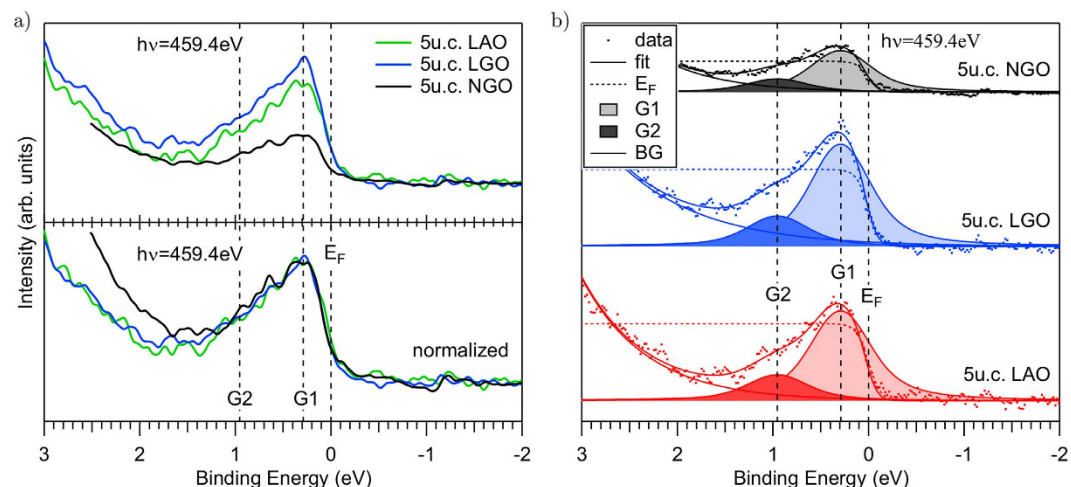 a)
hν=459.4eV
5u.c. LAO
5u.c. LGO
5u.c. NGO
Intensity (arb. units)
hν=459.4eV
E_F
normalized
G2
G1
3
2
1
0
-1
-2
Binding Energy (eV)
b)
data
fit
E_F
G1
G2
BG
hν=459.4eV
5u.c. NGO
5u.c. LGO
G1
G2
E_F
5u.c. LAO
3
2
1
0
-1
-2
Binding Energy (eV)